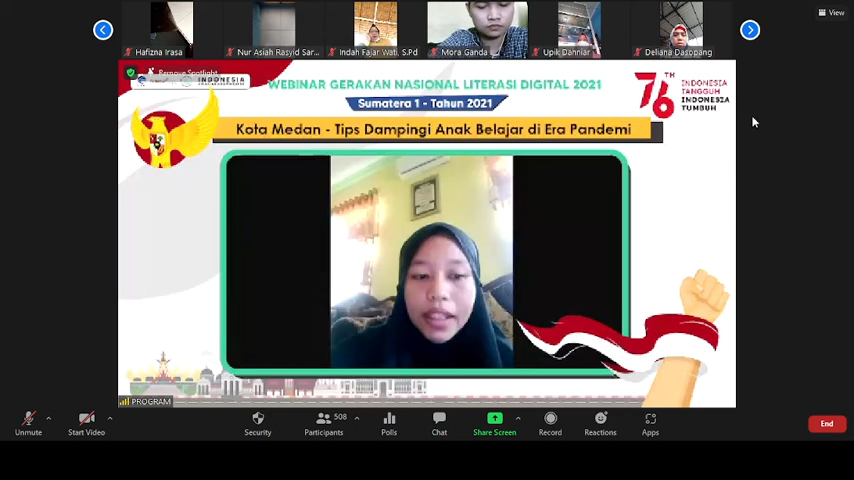 View
Hafizna Irasa
Nur Asiah Rasyid Sar...
Indah Fajar Wati, S.Pd
Mora Ganda
Upik Dahniar
Deliana Dasopang
Remove Spotlight
INDONESIA
WEBINAR GERAKAN NASIONAL LITERASI DIGITAL 2021
Sumatera 1 - Tahun 2021
Kota Medan - Tips Dampingi Anak Belajar di Era Pandemi
76 TH
INDONESIA
TANGGUH
INDONESIA
TUMBUH
PROGRAM
Unmute
Start Video
Security
508
Participants
Polls
Chat
Share Screen
Record
Reactions
Apps
End